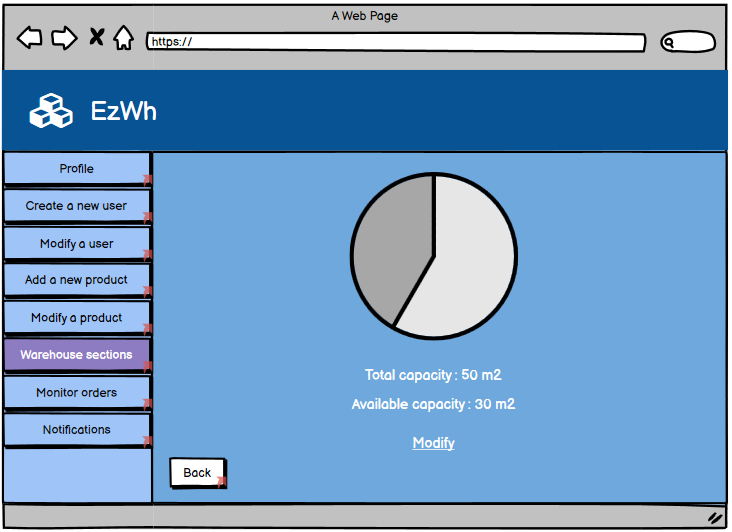 A Web Page
https://
EzWh
Profile
Create a new user
Modify a user
Add a new product
Modify a product
Warehouse sections
Monitor orders
Notifications
Total capacity : 50 m2
Available capacity : 30 m2
Modify
Back